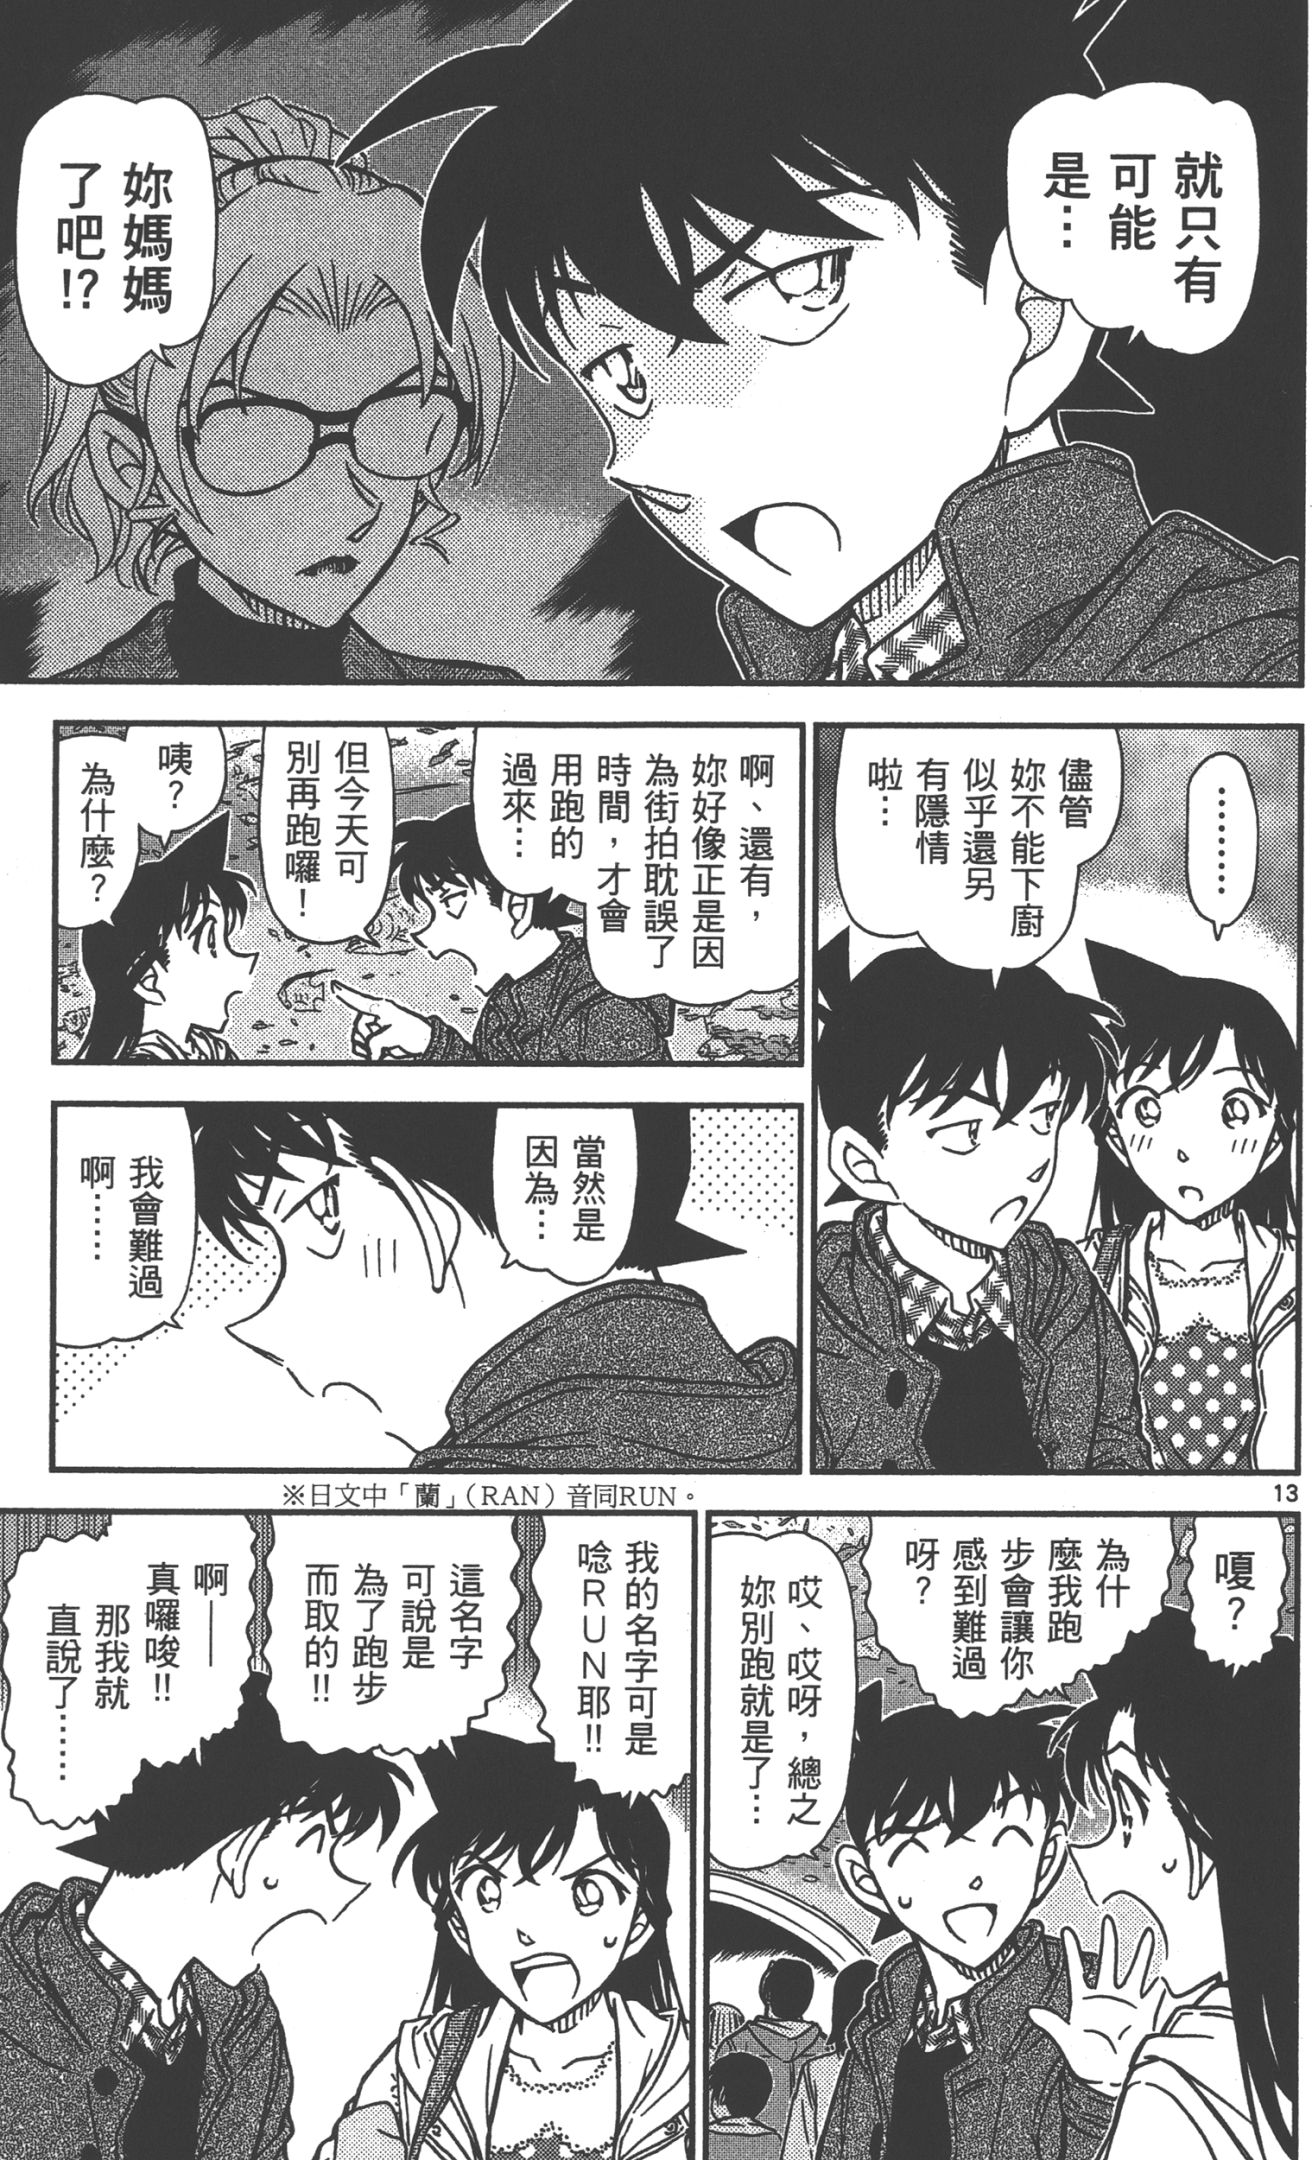 就只有
可能
是…
妳媽媽
了吧!?
………
儘管
妳不能下廚
似乎還另
有隱情
啦…
啊、還有，
妳好像正是因
為街拍耽誤了
時間，才會
用跑的
過來…
但今天可
別再跑囉！
咦？
為什麼？
當然是
因為…
我會難過
啊……
※日文中「蘭」（RAN）音同RUN。
13
嗄？
為什
麼我跑
步會讓你
感到難過
呀？
哎、哎呀，總之
妳別跑就是了…
我的名字可是
唸RUN耶!!
這名字
可說是
為了跑步
而取的!!
啊——
真囉唆!!
那我就
直說了……